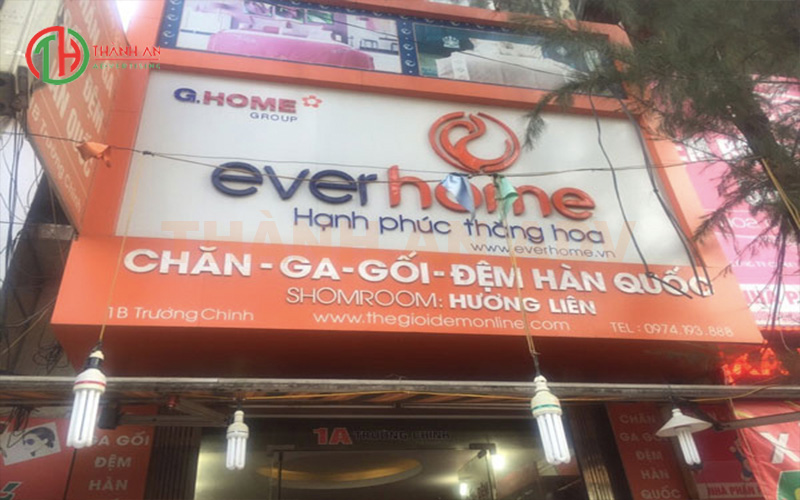 THÀNH AN
G.HOME
GROUP
everhome
Hạnh phúc thăng hoa
www.everhome.vn
CHĂN - GA - GỐI - ĐỆM HÀN QUỐC
SHOMROOM: HƯƠNG LIÊN
1B Trường Chinh
www.thegioidemonline.com
TEL: 0974.193.888
1A TRƯỜNG CHINH
GA GỐI
ĐỆM
HÀN
CHĂN
GA GỐI
ĐỆM
HÀN
QUỐC